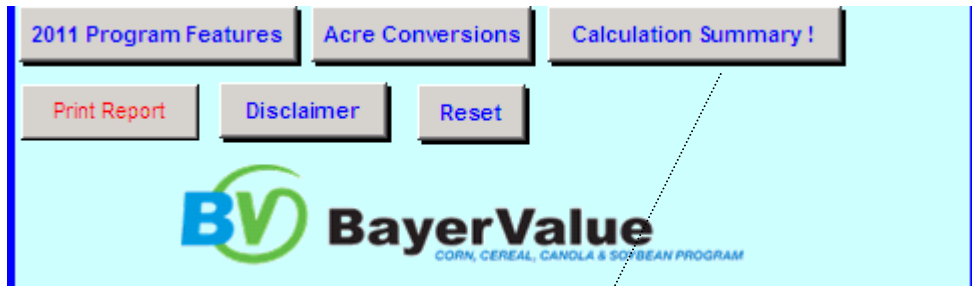 2011 Program Features Acre Conversions Calculation Summary !
Print Report Disclaimer Reset
BV BayerValue
CORN, CEREAL, CANOLA & SOYBEAN PROGRAM